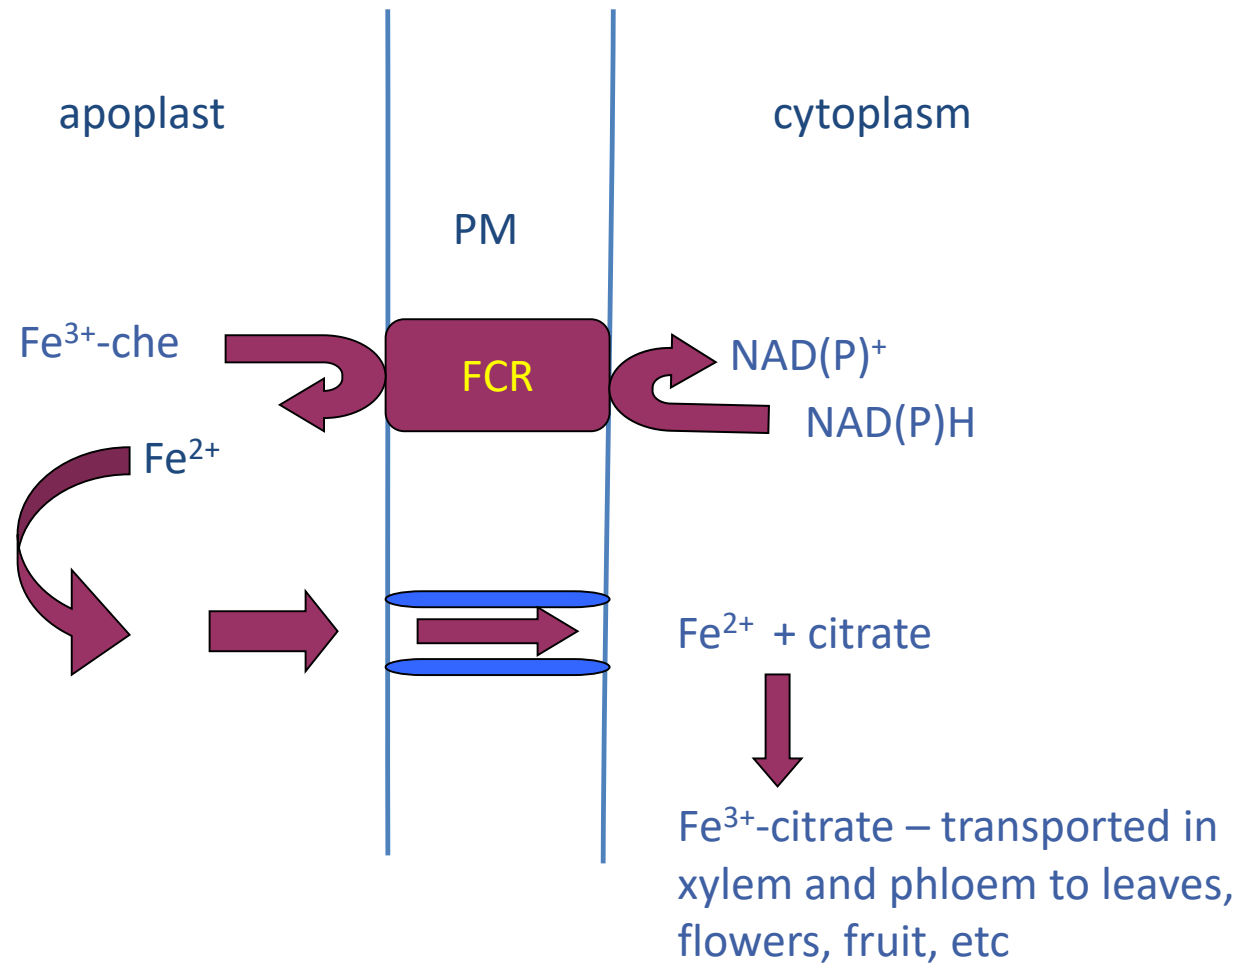 apoplast
cytoplasm
PM
Fe³⁺-che
FCR
NAD(P)⁺
NAD(P)H
Fe²⁺
Fe²⁺ + citrate
Fe³⁺-citrate – transported in
xylem and phloem to leaves,
flowers, fruit, etc